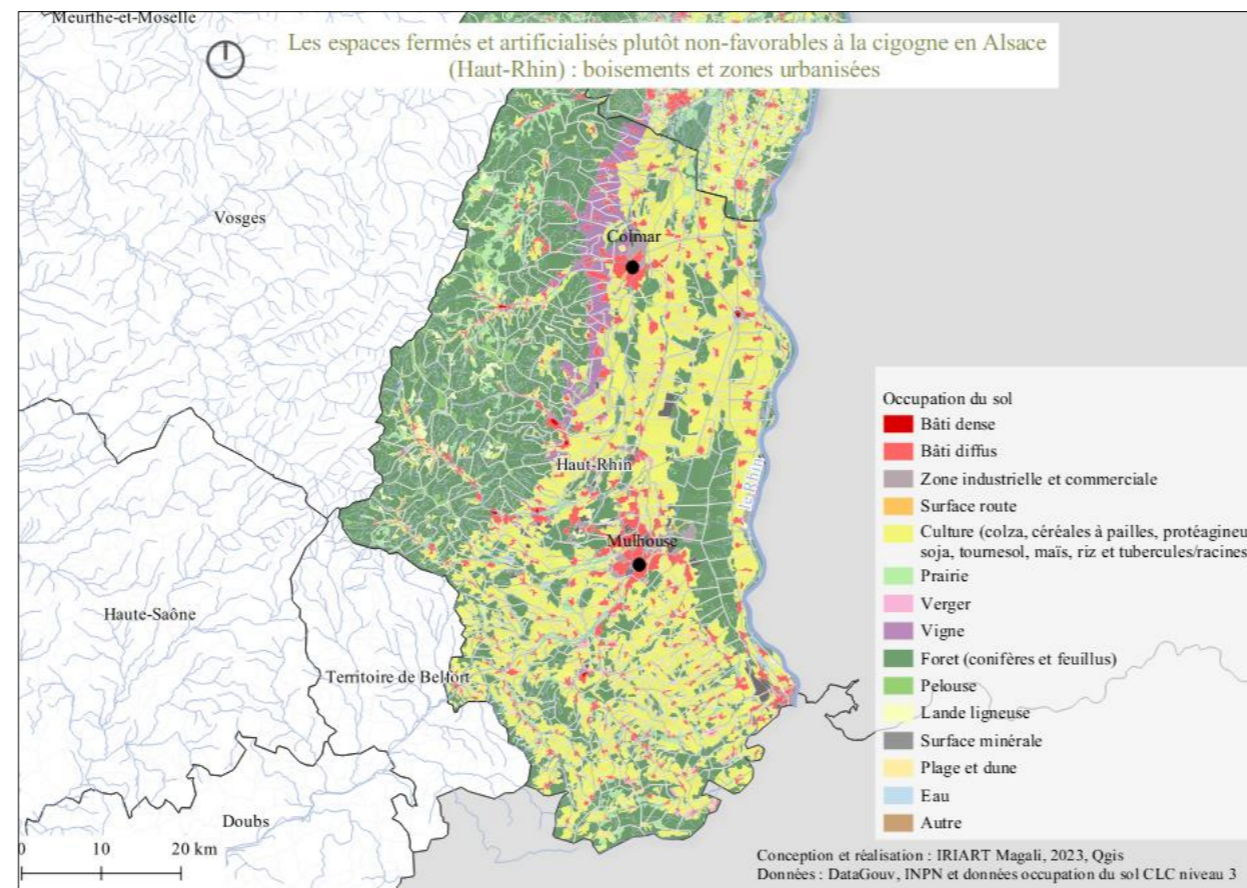 Meurthe-et-Moselle
Les espaces fermés et artificialisés plutôt non-favorables à la cigogne en Alsace
(Haut-Rhin) : boisements et zones urbanisées
Vosges
Colmar
Haut-Rhin
le Rhin
Mulhouse
Haute-Saône
Territoire de Belfort
Doubs
0 10 20 km
Occupation du sol
Bâti dense
Bâti diffus
Zone industrielle et commerciale
Surface route
Culture (colza, céréales à pailles, protéagineu
soja, tournesol, maïs, riz et tubercules/racines
Prairie
Verger
Vigne
Foret (conifères et feuillus)
Pelouse
Lande ligneuse
Surface minérale
Plage et dune
Eau
Autre
Conception et réalisation : IRIART Magali, 2023, Qgis
Données : DataGouv, INPN et données occupation du sol CLC niveau 3